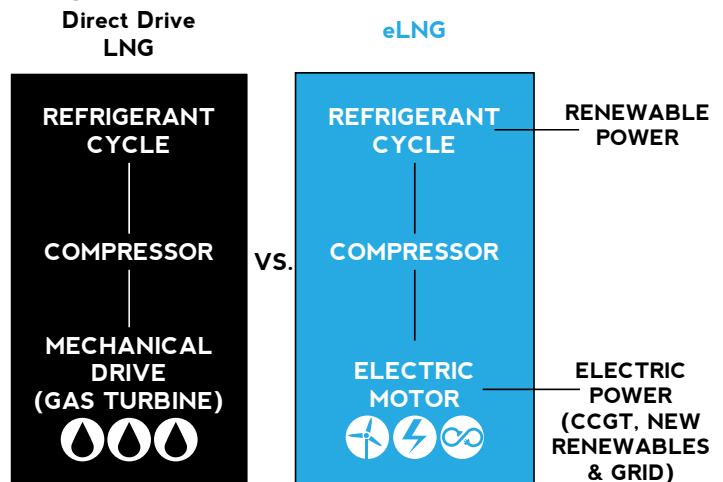 Direct Drive
LNG
REFRIGERANT
CYCLE
COMPRESSOR
MECHANICAL
DRIVE
(GAS TURBINE)
VS.
eLNG
REFRIGERANT
CYCLE
COMPRESSOR
ELECTRIC
MOTOR
RENEWABLE
POWER
ELECTRIC
POWER
(CCGT, NEW
RENEWABLES
& GRID)